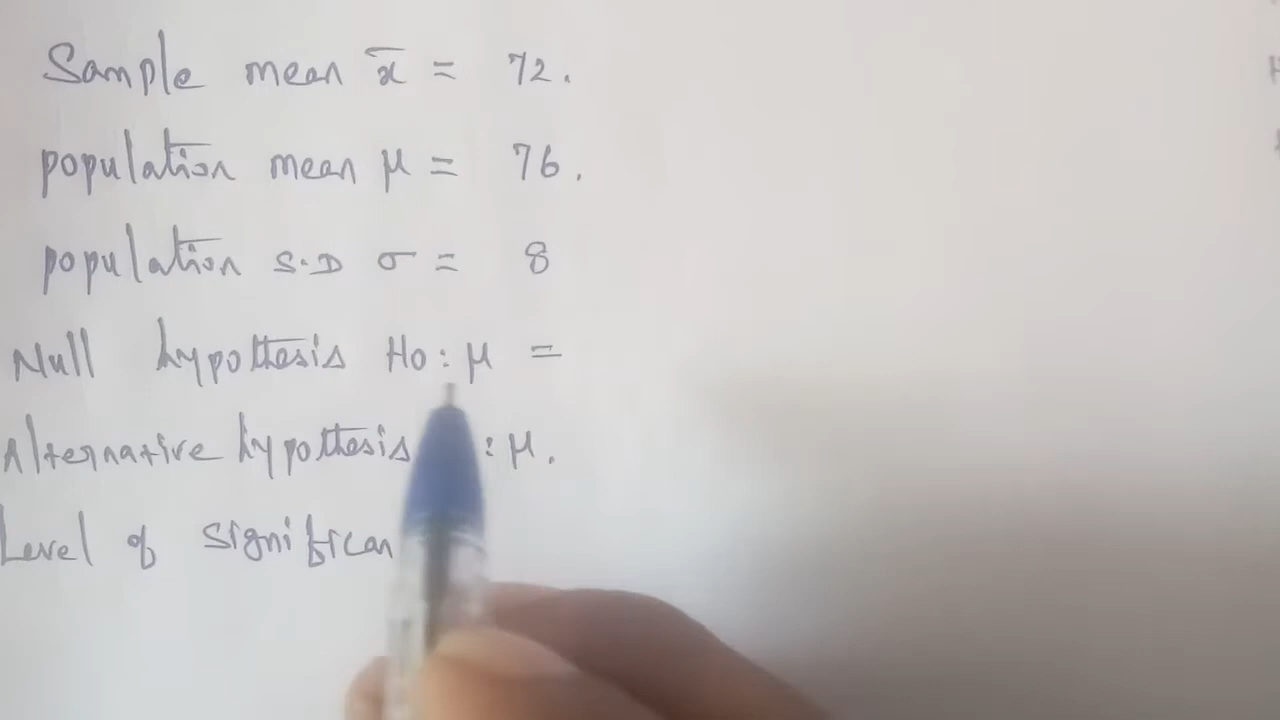 Sample mean x̄ = 72.
population mean μ = 76.
population S.D σ = 8
Null hypothesis Ho : μ =
Alternative hypothesis : μ.
Level of significan